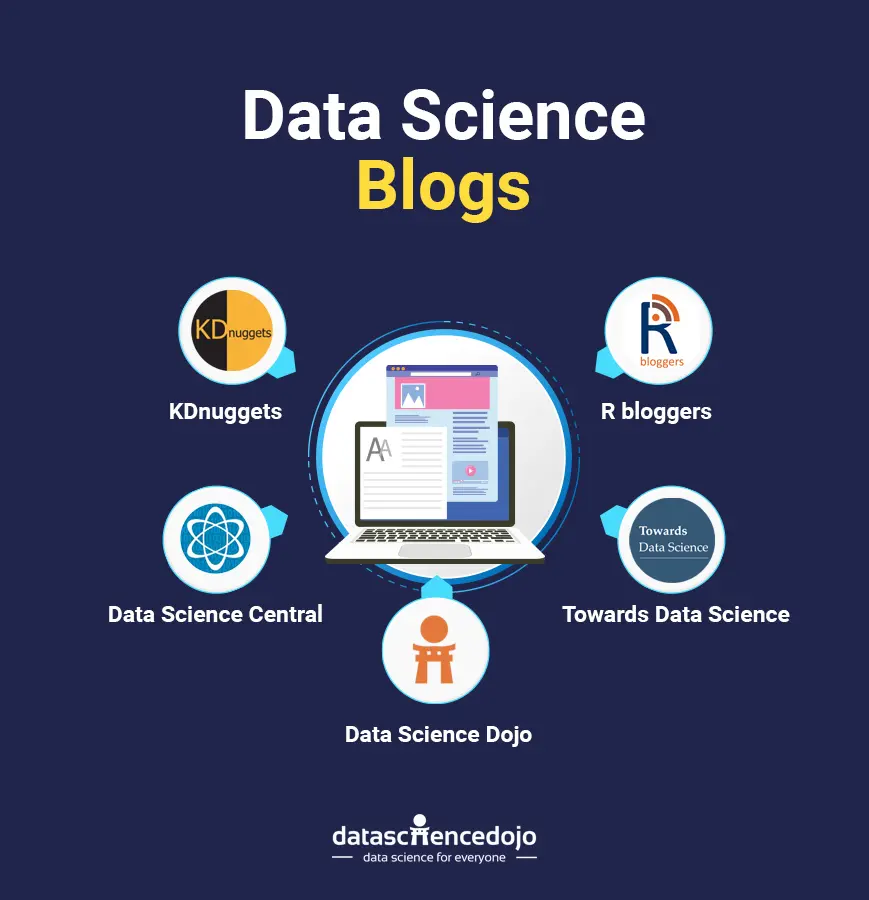 Data Science
Blogs
KDnuggets
KDnuggets
R
bloggers
R bloggers
AA
Data Science Central
Towards
Data Science
Towards Data Science
Data Science Dojo
datasciencedojo
data science for everyone